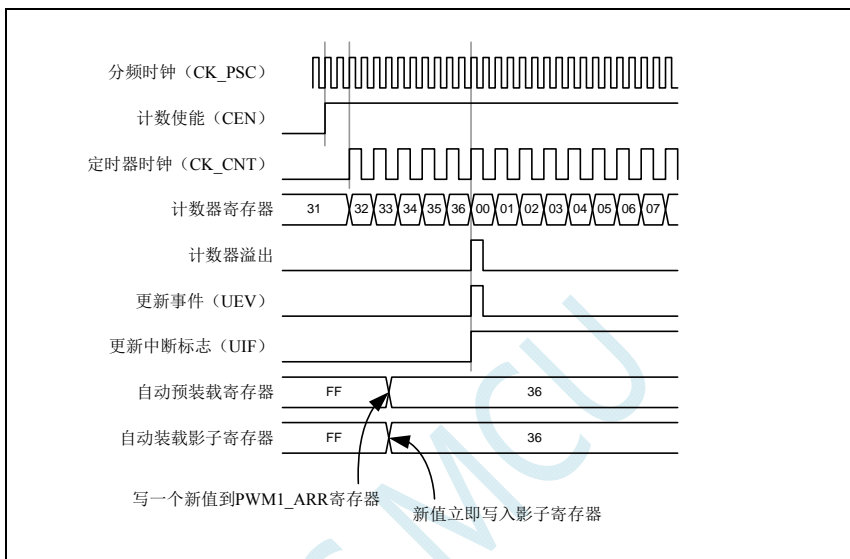 分频时钟（CK_PSC）
计数使能（CEN）
定时器时钟（CK_CNT）
计数器寄存器 31 32 33 34 35 36 00 01 02 03 04 05 06 07
计数器溢出
更新事件（UEV）
更新中断标志（UIF）
自动预装载寄存器 FF 36
自动装载影子寄存器 FF 36
写一个新值到PWM1_ARR寄存器
新值立即写入影子寄存器
MCU